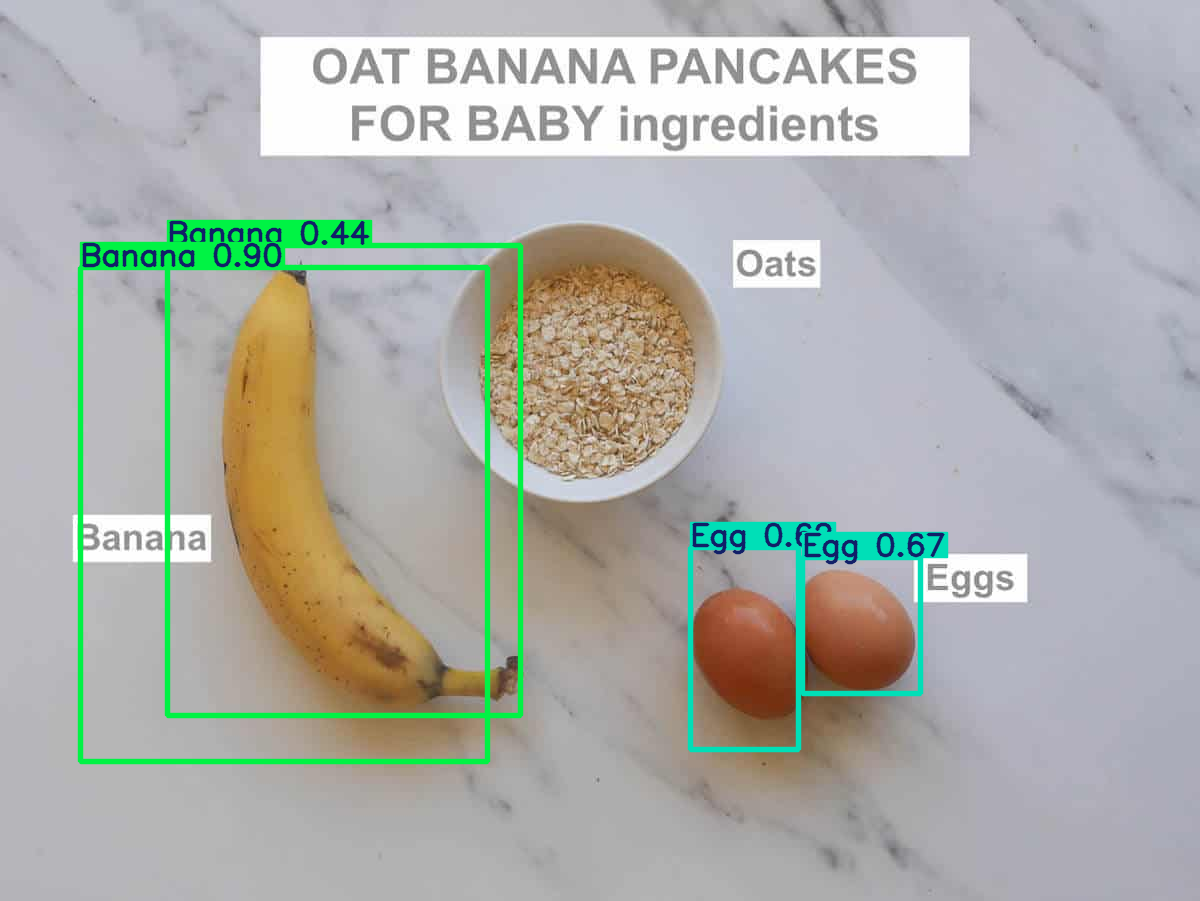 OAT BANANA PANCAKES
FOR BABY ingredients
Banana 0.44
Banana 0.90
Oats
Banana
Egg
Egg 0.67
Eggs